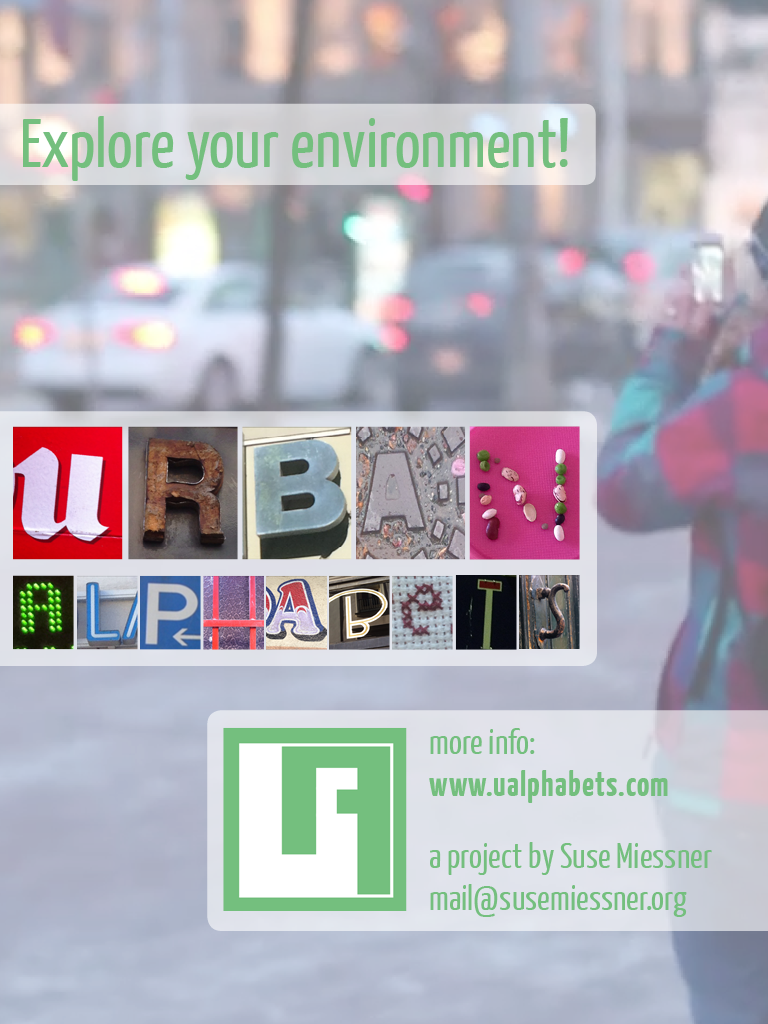 Explore your environment!
uRBAN
ALPHABeTS
more info:
www.ualphabets.com
a project by Suse Miessner
mail@susemiessner.org